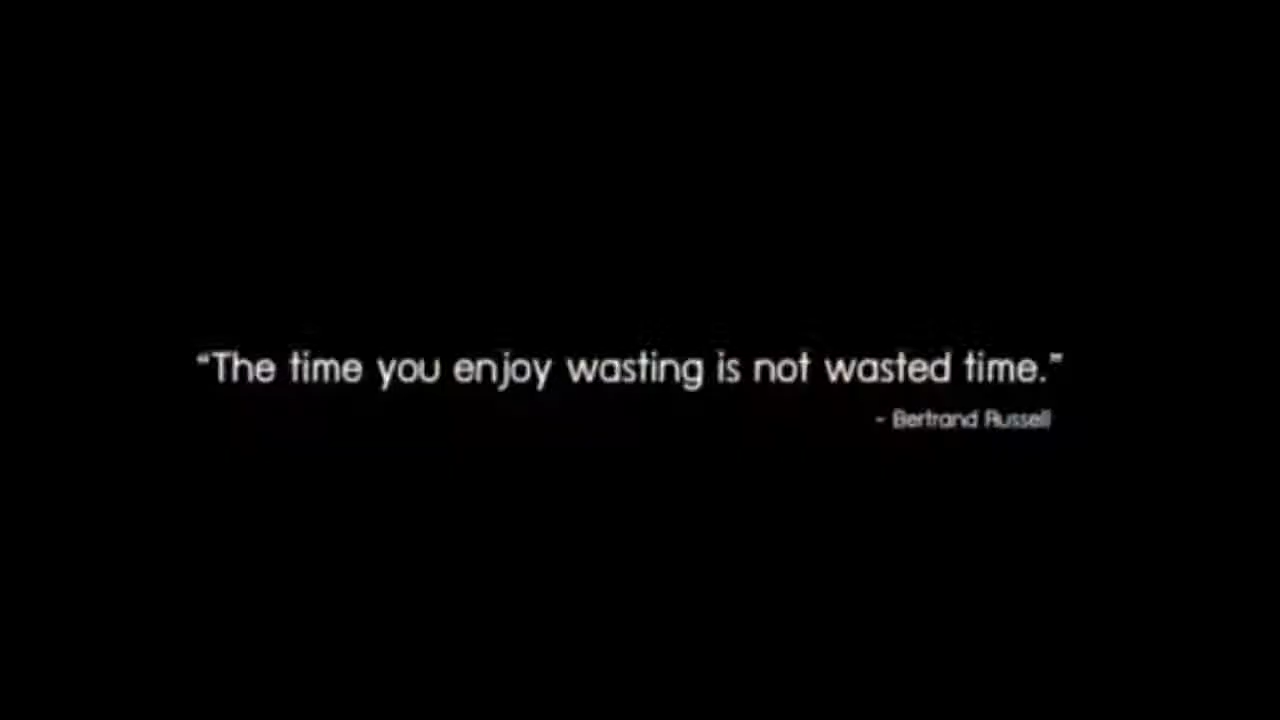 “The time you enjoy wasting is not wasted time.”
- Bertrand Russell